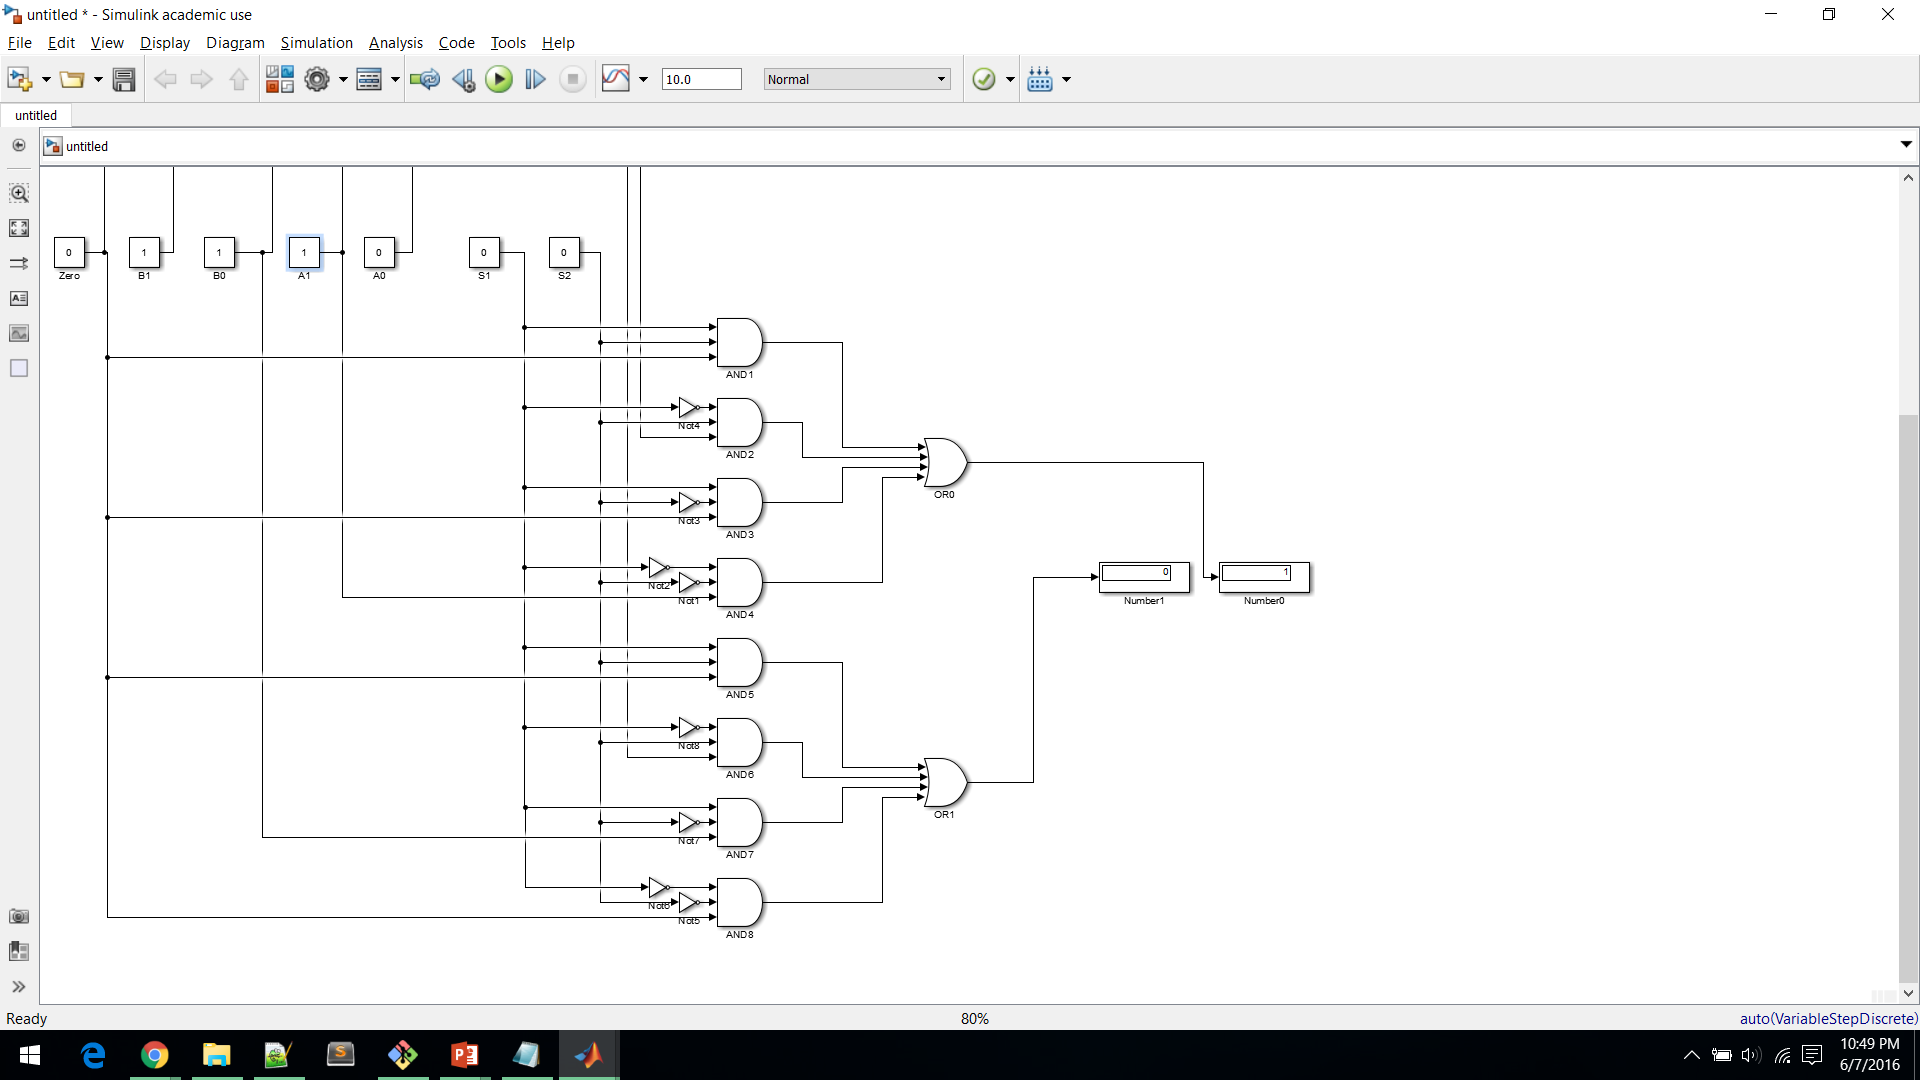 untitled * - Simulink academic use
File Edit View Display Diagram Simulation Analysis Code Tools Help
10.0 Normal
untitled
untitled
0 1 1 1 0 0 0
Zero B1 B0 A1 A0 S1 S2
AND1
Not4
AND2
OR0
Not3
AND3
0 1
Not2 Not1
Number1 Number0
AND4
AND5
Not8
AND6
OR1
Not7
AND7
Not6
Not5
AND8
Ready 80% auto(VariableStepDiscrete)
10:49 PM
6/7/2016